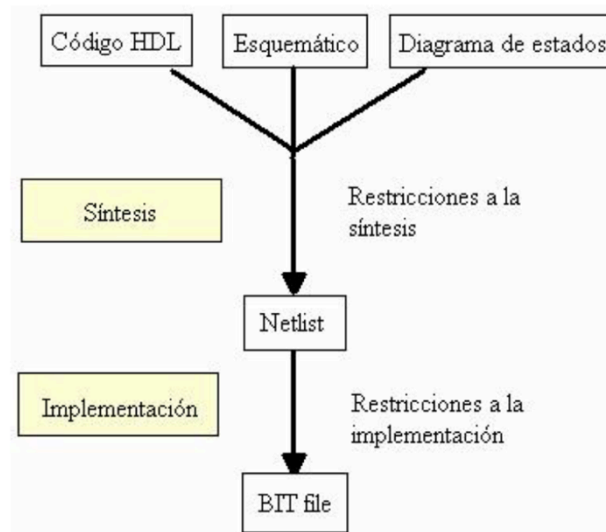 Código HDL
Esquemático
Diagrama de estados
Síntesis
Restricciones a la
síntesis
Netlist
Implementación
Restricciones a la
implementación
BIT file